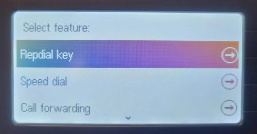 Select feature:
Repdial key
Speed dial
Call forwarding